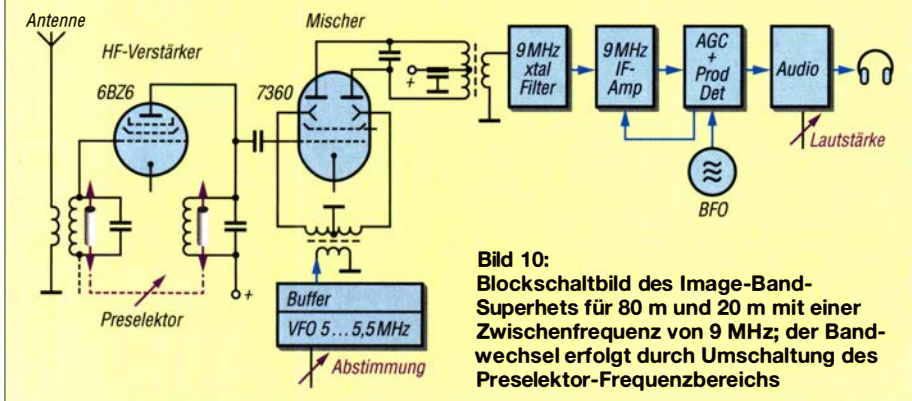 Antenne
HF-Verstärker
6BZ6
Mischer
7360
+
9 MHz
xtal
Filter
9 MHz
IF-
Amp
AGC
+
Prod
Det
Audio
Lautstärke
BFO
+
Preselektor
Buffer
VFO 5...5,5 MHz
Abstimmung
Bild 10:
Blockschaltbild des Image-Band-
Superhets für 80 m und 20 m mit einer
Zwischenfrequenz von 9 MHz; der Band-
wechsel erfolgt durch Umschaltung des
Preselektor-Frequenzbereichs